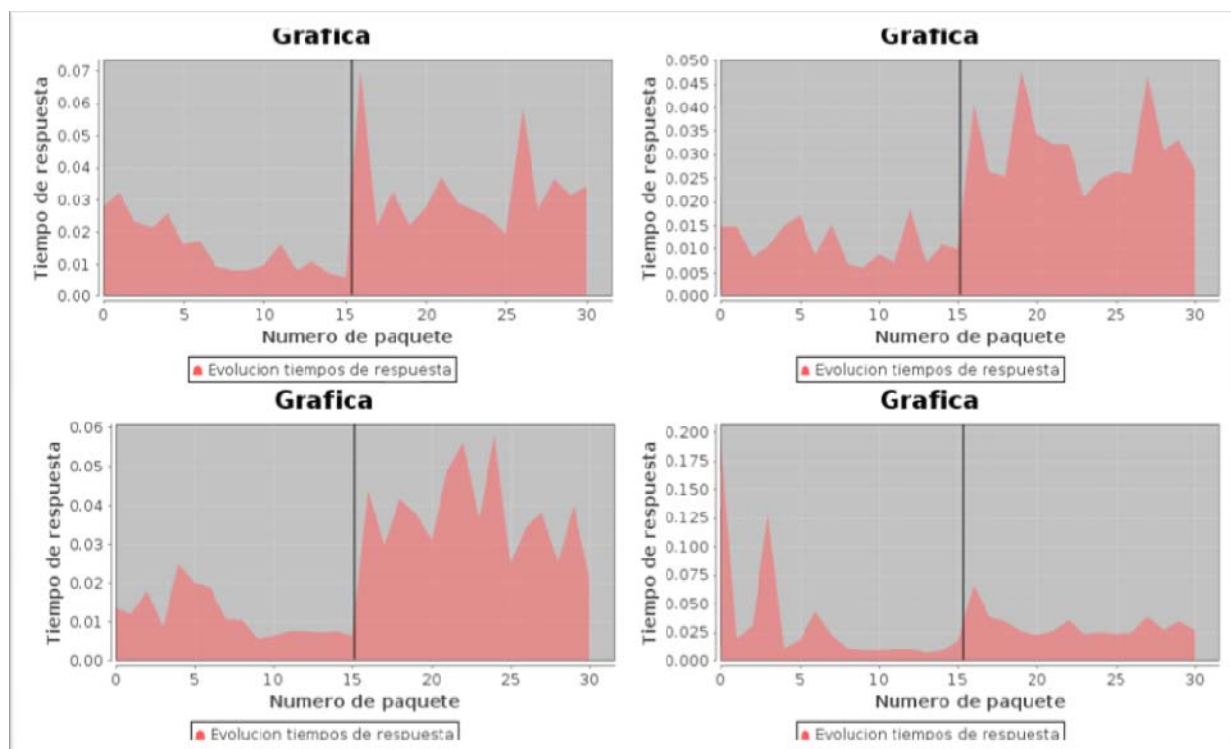 Grafica
Tiempo de respuesta
0.07
0.06
0.05
0.04
0.03
0.02
0.01
0.00
0 5 10 15 20 25 30
Numero de paquete
Evolucion tiempos de respuesta
Grafica
Tiempo de respuesta
0.050
0.045
0.040
0.035
0.030
0.025
0.020
0.015
0.010
0.005
0.000
0 5 10 15 20 25 30
Numero de paquete
Evolucion tiempos de respuesta
Grafica
Tiempo de respuesta
0.06
0.05
0.04
0.03
0.02
0.01
0.00
0 5 10 15 20 25 30
Numero de paquete
Evolucion tiempos de respuesta
Grafica
Tiempo de respuesta
0.200
0.175
0.150
0.125
0.100
0.075
0.050
0.025
0.000
0 5 10 15 20 25 30
Numero de paquete
Evolucion tiempos de respuesta